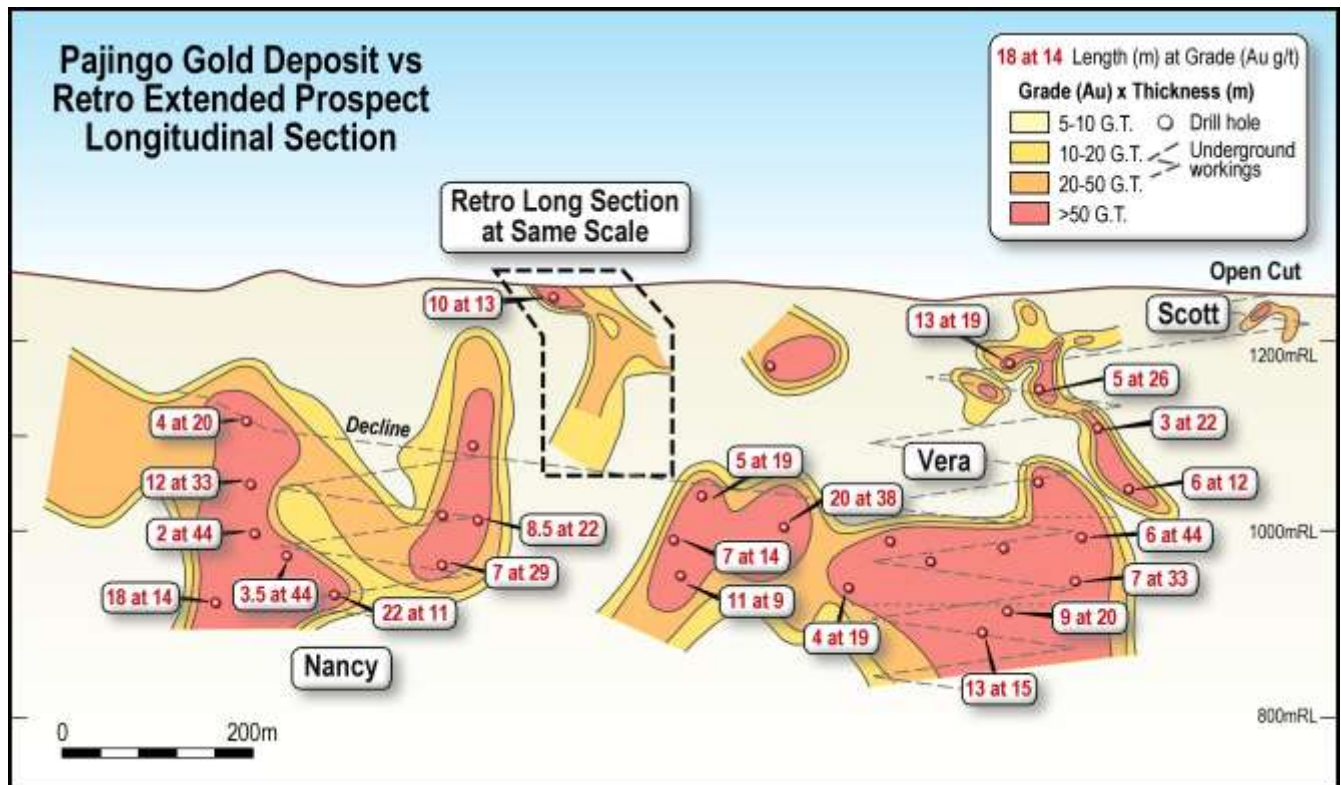 Pajingo Gold Deposit vs
Retro Extended Prospect
Longitudinal Section
18 at 14 Length (m) at Grade (Au g/t)
Grade (Au) x Thickness (m)
5-10 G.T.
10-20 G.T.
20-50 G.T.
>50 G.T.
Drill hole
Underground
workings
Retro Long Section
at Same Scale
Open Cut
Scott
10 at 13
13 at 19
1200mRL
5 at 26
4 at 20
Decline
3 at 22
Vera
5 at 19
12 at 33
20 at 38
6 at 12
2 at 44
8.5 at 22
1000mRL
6 at 44
7 at 14
7 at 29
7 at 33
18 at 14
3.5 at 44
22 at 11
11 at 9
9 at 20
4 at 19
Nancy
13 at 15
800mRL
0 200m